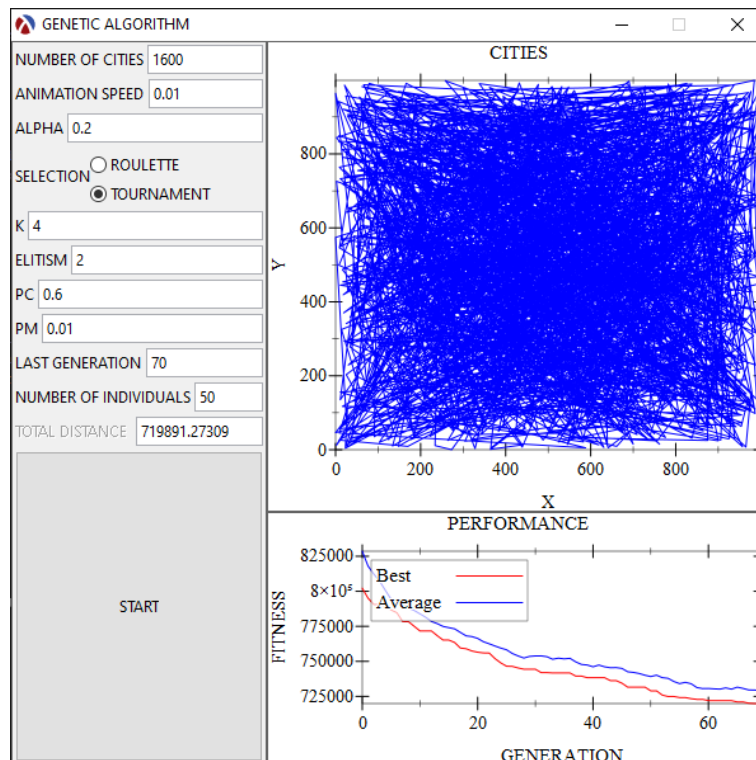 GENETIC ALGORITHM
NUMBER OF CITIES 1600
ANIMATION SPEED 0.01
ALPHA 0.2
SELECTION
ROULETTE
TOURNAMENT
K 4
ELITISM 2
PC 0.6
PM 0.01
LAST GENERATION 70
NUMBER OF INDIVIDUALS 50
TOTAL DISTANCE 719891.27309
START
CITIES
Y
800
600
400
200
0
0 200 400 600 800
X
PERFORMANCE
FITNESS
825000
8×10⁵
775000
750000
725000
Best
Average
0 20 40 60
GENERATION